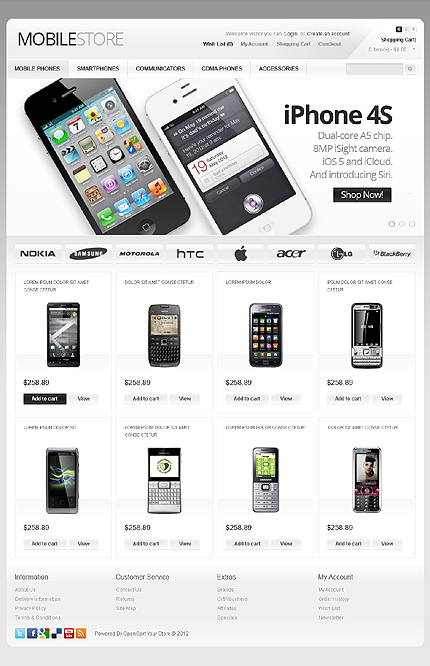 MOBILESTORE
Welcome visitor you can Login or Create an Account
Wish List (0) My Account Shopping Cart Checkout
€ £ $
Shopping Cart:
0 item(s) - $0.00
MOBILE PHONES SMARTPHONES COMMUNICATORS CDMA-PHONES ACCESSORIES
iPhone 4S
Dual-core A5 chip.
8MP iSight camera.
iOS 5 and iCloud.
And introducing Siri.
Shop Now!
NOKIA SAMSUNG MOTOROLA hTC acer LG BlackBerry
LOREM IPSUM DOLOR SIT AMET
CONSE CTETUR
DOLOR SIT AMET CONSE CTETUR
LOREM IPSUM DOLOR
LOREM IPSUM DOLOR SIT AMET CONSE
CTETUR
$258.89 $258.89 $258.89 $258.89
Add to cart View Add to cart View Add to cart View Add to cart View
LOREM IPSUM DOLOR SIT
LOREM IPSUM DOLOR SIT AMET
CONSE CTETUR
LOREM IPSUM DOLOR CONSE CTETUR
DOLOR SIT AMET CONSE CTETUR
$258.89 $258.89 $258.89 $258.89
Add to cart View Add to cart View Add to cart View Add to cart View
Information Customer Service Extras My Account
About Us Contact Us Brands My Account
Delivery Information Returns Gift Vouchers Order History
Privacy Policy Site Map Affiliates Wish List
Terms & Conditions Specials Newsletter
Powered By OpenCart Your Store © 2012